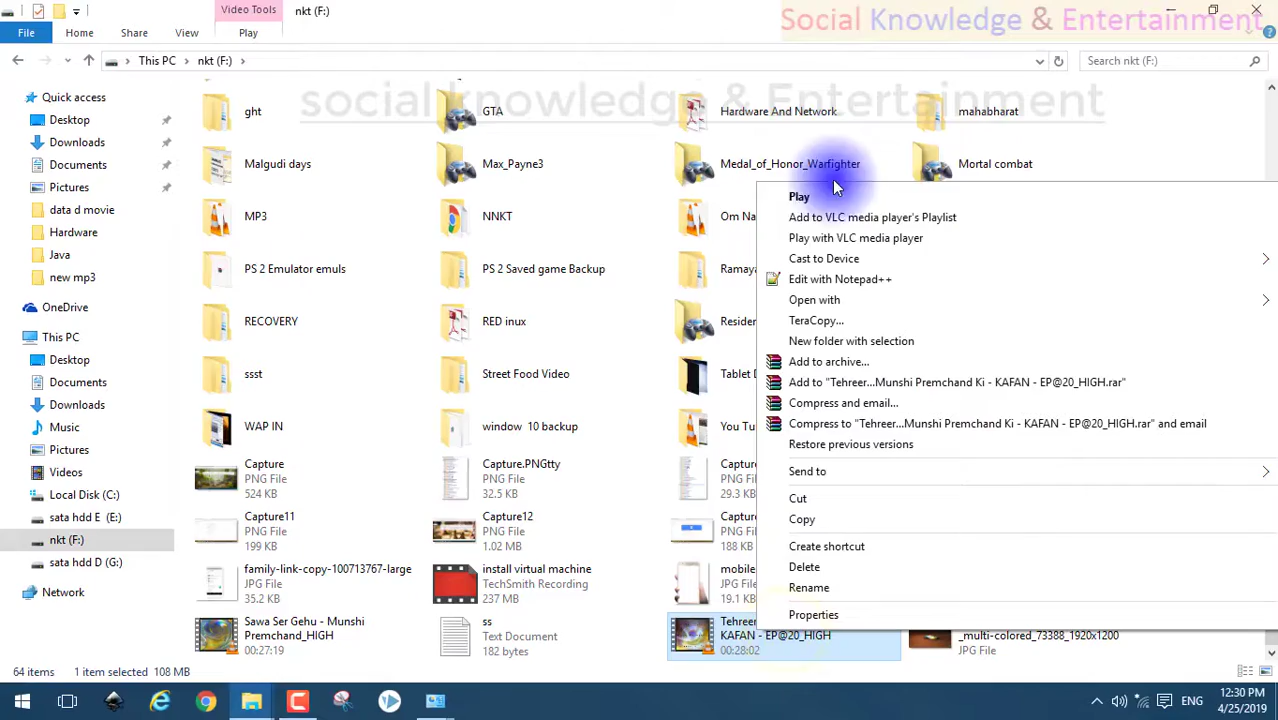 Video Tools
nkt (F:)
Social Knowledge & Entertainment
File
Home
Share
View
Play
This PC
nkt (F:)
Search nkt (F:)
social knowledge & Entertainment
Quick access
Desktop
Downloads
Documents
Pictures
data d movie
Hardware
Java
new mp3
OneDrive
This PC
Desktop
Documents
Downloads
Music
Pictures
Videos
Local Disk (C:)
sata hdd E (E:)
nkt (F:)
sata hdd D (G:)
Network
ght
GTA
Hardware And Network
mahabharat
Malgudi days
Max_Payne3
Medal_of_Honor_Warfighter
Mortal combat
MP3
NNKT
Om Na
PS 2 Emulator emuls
PS 2 Saved game Backup
Ramaya
RECOVERY
RED inux
Residen
ssst
Street Food Video
Tablet D
WAP IN
window 10 backup
You Tu
Capture
PNG File
524 KB
Capture.PNGtty
PNG File
32.5 KB
Captu
PNG Fi
29.3 KB
Capture11
PNG File
199 KB
Capture12
PNG File
1.02 MB
Captur
PNG Fi
188 KB
family-link-copy-100713767-large
JPG File
35.2 KB
install virtual machine
TechSmith Recording
237 MB
mobile
JPG File
19.1 KB
Sawa Ser Gehu - Munshi
Premchand_HIGH
00:27:19
ss
Text Document
182 bytes
Tehreer
KAFAN - EP@20_HIGH
00:28:02
_multi-colored_73388_1920x1200
JPG File
Play
Add to VLC media player's Playlist
Play with VLC media player
Cast to Device
Edit with Notepad++
Open with
TeraCopy...
New folder with selection
Add to archive...
Add to "Tehreer...Munshi Premchand Ki - KAFAN - EP@20_HIGH.rar"
Compress and email...
Compress to "Tehreer...Munshi Premchand Ki - KAFAN - EP@20_HIGH.rar" and email
Restore previous versions
Send to
Cut
Copy
Create shortcut
Delete
Rename
Properties
64 items
1 item selected 108 MB
ENG
12:30 PM
4/25/2019